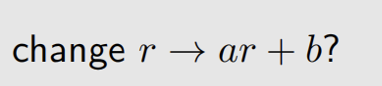 change r → ar + b?